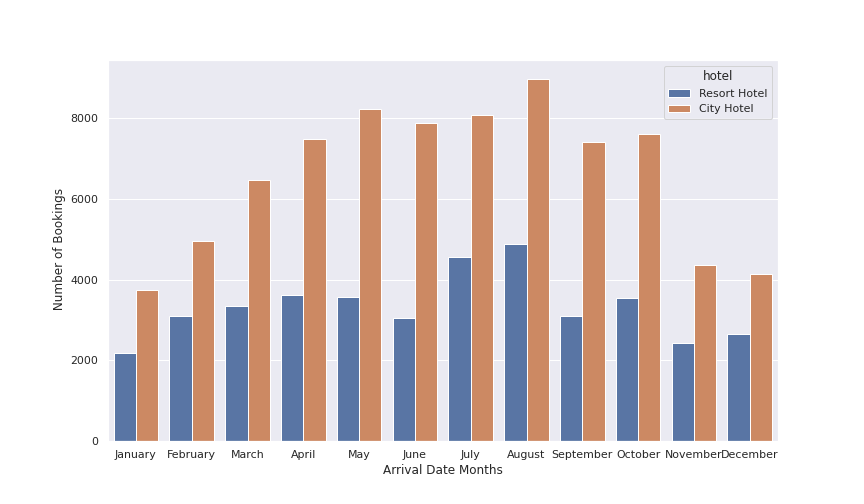 hotel
Resort Hotel
City Hotel
Number of Bookings
8000
6000
4000
2000
0
January February March April May June July August September October November December
Arrival Date Months